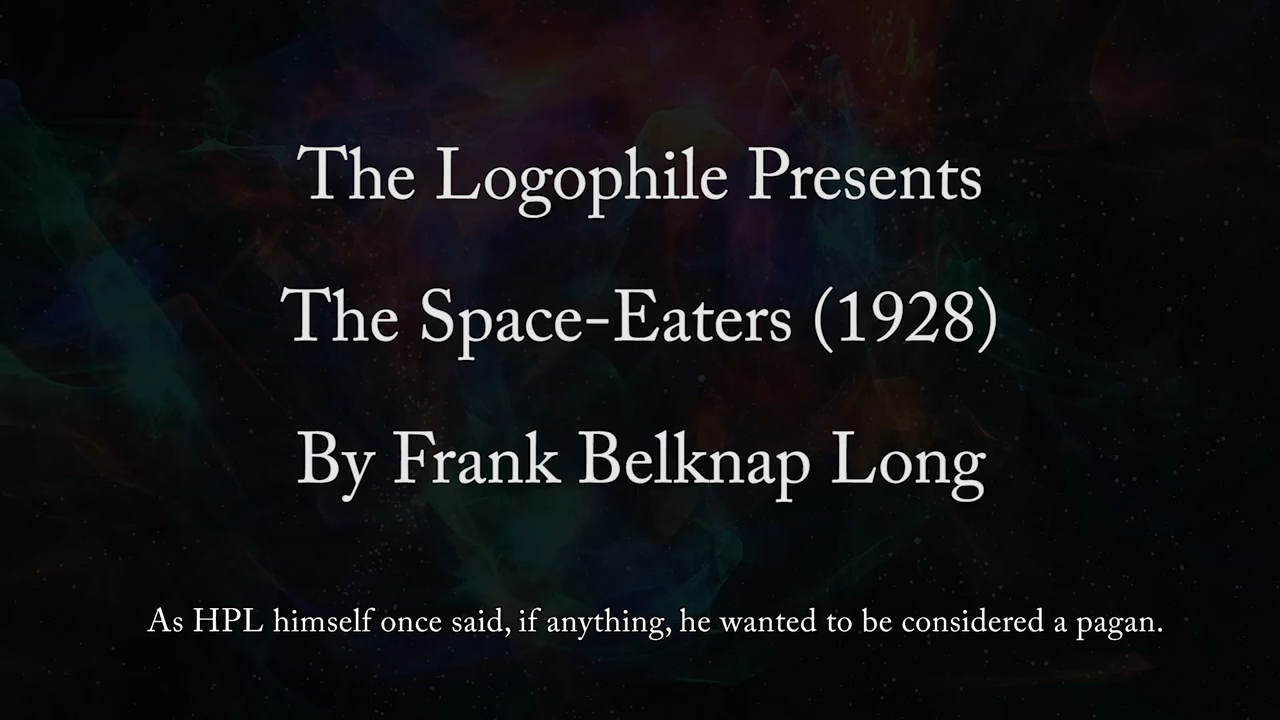 The Logophile Presents
The Space-Eaters (1928)
By Frank Belknap Long
As HPL himself once said, if anything, he wanted to be considered a pagan.